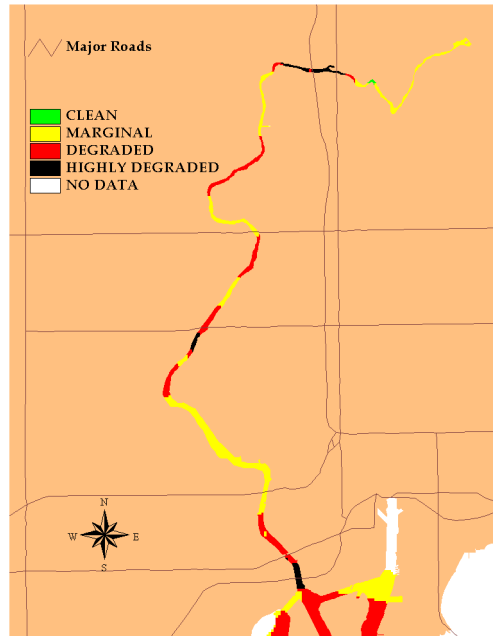 Major Roads
CLEAN
MARGINAL
DEGRADED
HIGHLY DEGRADED
NO DATA
N
W E
S